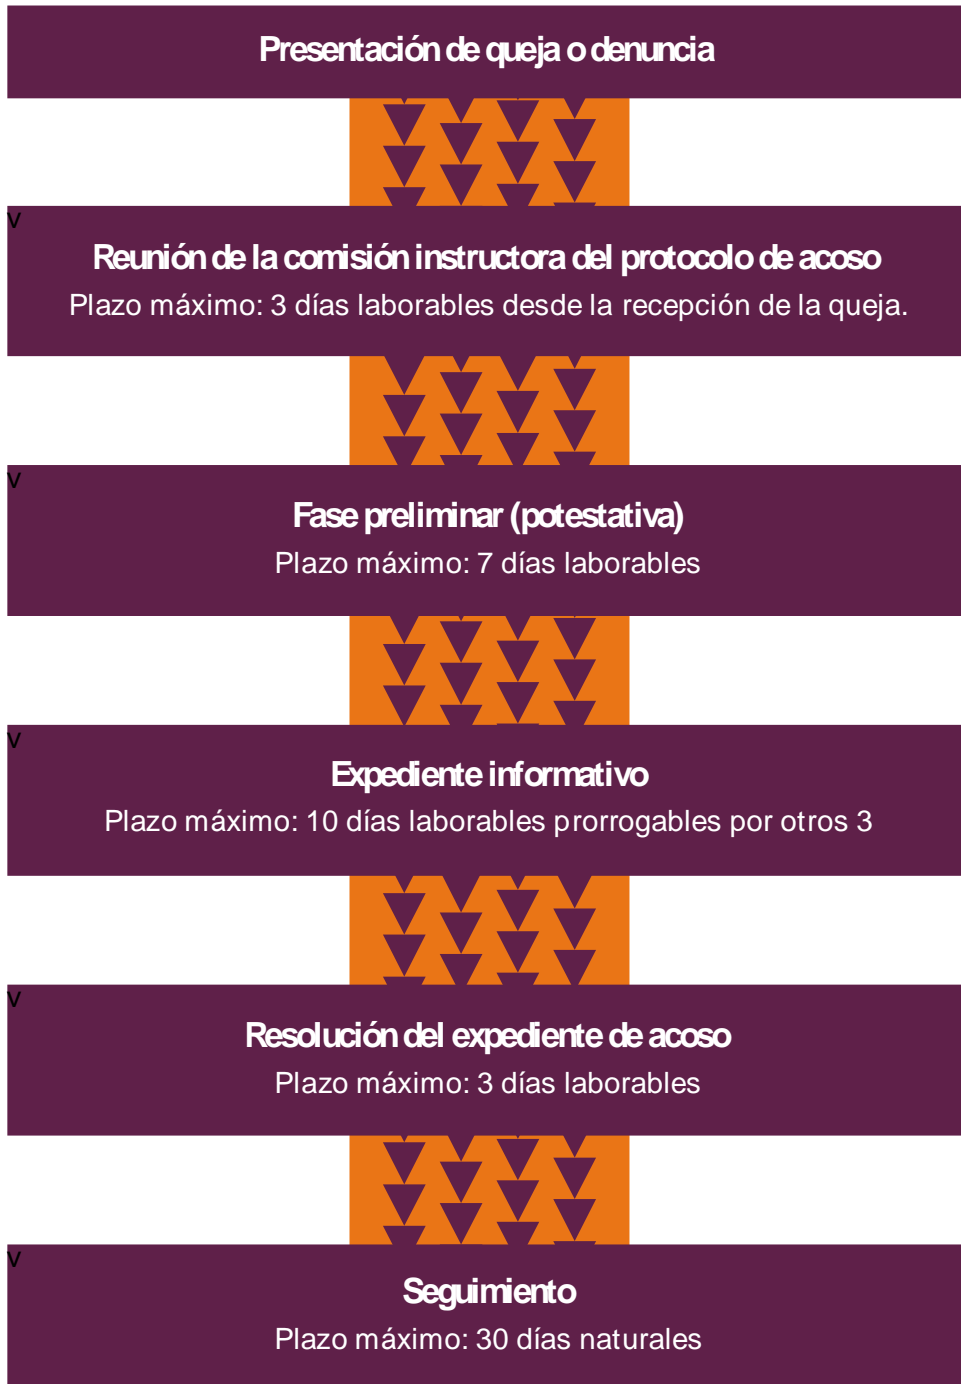 Presentación de queja o denuncia
v
Reunión de la comisión instructora del protocolo de acoso
Plazo máximo: 3 días laborables desde la recepción de la queja.
v
Fase preliminar (potestativa)
Plazo máximo: 7 días laborables
v
Expediente informativo
Plazo máximo: 10 días laborables prorrogables por otros 3
v
Resolución del expediente de acoso
Plazo máximo: 3 días laborables
v
Seguimiento
Plazo máximo: 30 días naturales